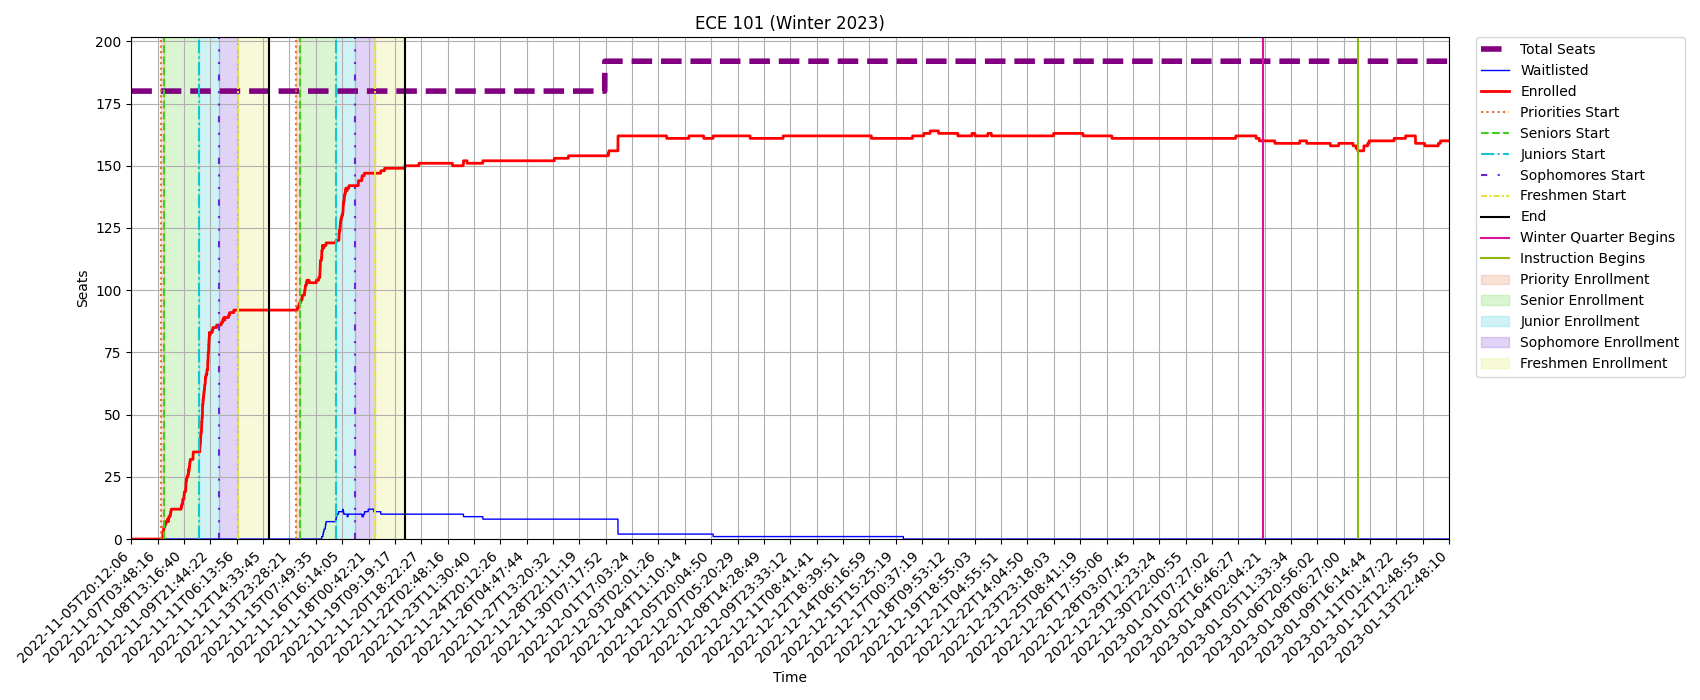 ECE 101 (Winter 2023)
200
175
150
125
100
75
50
25
0
Seats
2022-11-05T20:12:06
2022-11-07T03:48:16
2022-11-08T13:16:40
2022-11-09T21:44:22
2022-11-11T06:13:56
2022-11-12T14:33:45
2022-11-13T23:28:21
2022-11-15T07:49:35
2022-11-16T16:14:05
2022-11-18T00:42:21
2022-11-19T09:19:17
2022-11-20T18:22:27
2022-11-22T02:48:16
2022-11-23T11:30:40
2022-11-24T20:12:26
2022-11-26T04:47:44
2022-11-27T13:20:32
2022-11-28T22:11:19
2022-11-30T07:17:52
2022-12-01T17:03:24
2022-12-03T02:01:26
2022-12-04T11:10:14
2022-12-05T20:04:50
2022-12-07T05:20:29
2022-12-08T14:28:49
2022-12-09T23:33:12
2022-12-11T08:41:41
2022-12-12T18:39:51
2022-12-14T06:16:59
2022-12-15T15:25:19
2022-12-17T00:37:19
2022-12-18T09:53:12
2022-12-19T18:55:03
2022-12-21T04:55:51
2022-12-22T14:04:50
2022-12-23T23:18:03
2022-12-25T08:41:19
2022-12-26T17:55:06
2022-12-28T03:07:45
2022-12-29T12:23:24
2022-12-30T22:00:55
2023-01-01T07:27:02
2023-01-02T16:46:27
2023-01-04T02:04:21
2023-01-05T11:33:34
2023-01-06T20:56:02
2023-01-08T06:27:00
2023-01-09T16:14:44
2023-01-11T01:47:22
2023-01-12T12:48:55
2023-01-13T22:48:10
Time
Total Seats
Waitlisted
Enrolled
Priorities Start
Seniors Start
Juniors Start
Sophomores Start
Freshmen Start
End
Winter Quarter Begins
Instruction Begins
Priority Enrollment
Senior Enrollment
Junior Enrollment
Sophomore Enrollment
Freshmen Enrollment